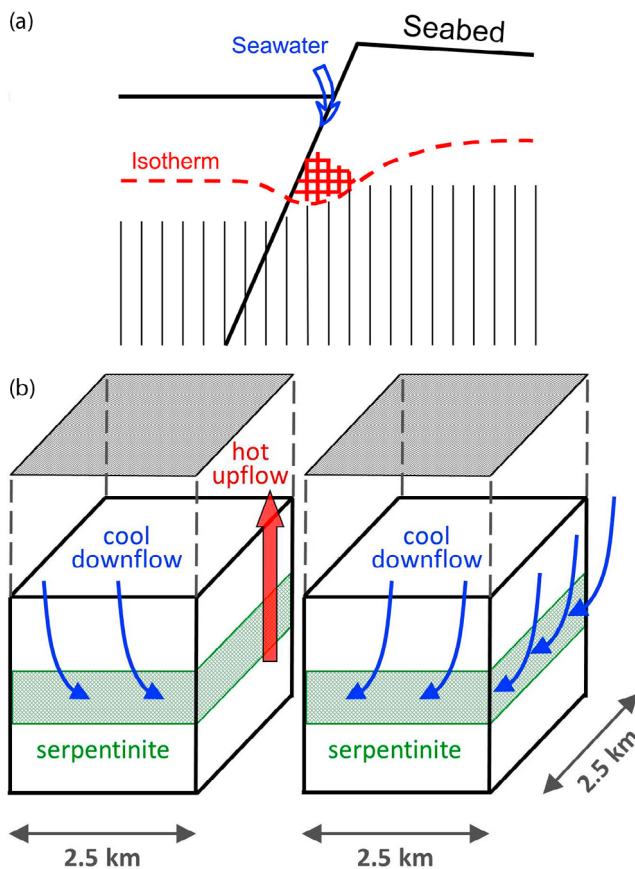 (a)
Seabed
Seawater
Isotherm
(b)
hot
upflow
cool
downflow
cool
downflow
serpentinite
serpentinite
2.5 km
2.5 km
2.5 km